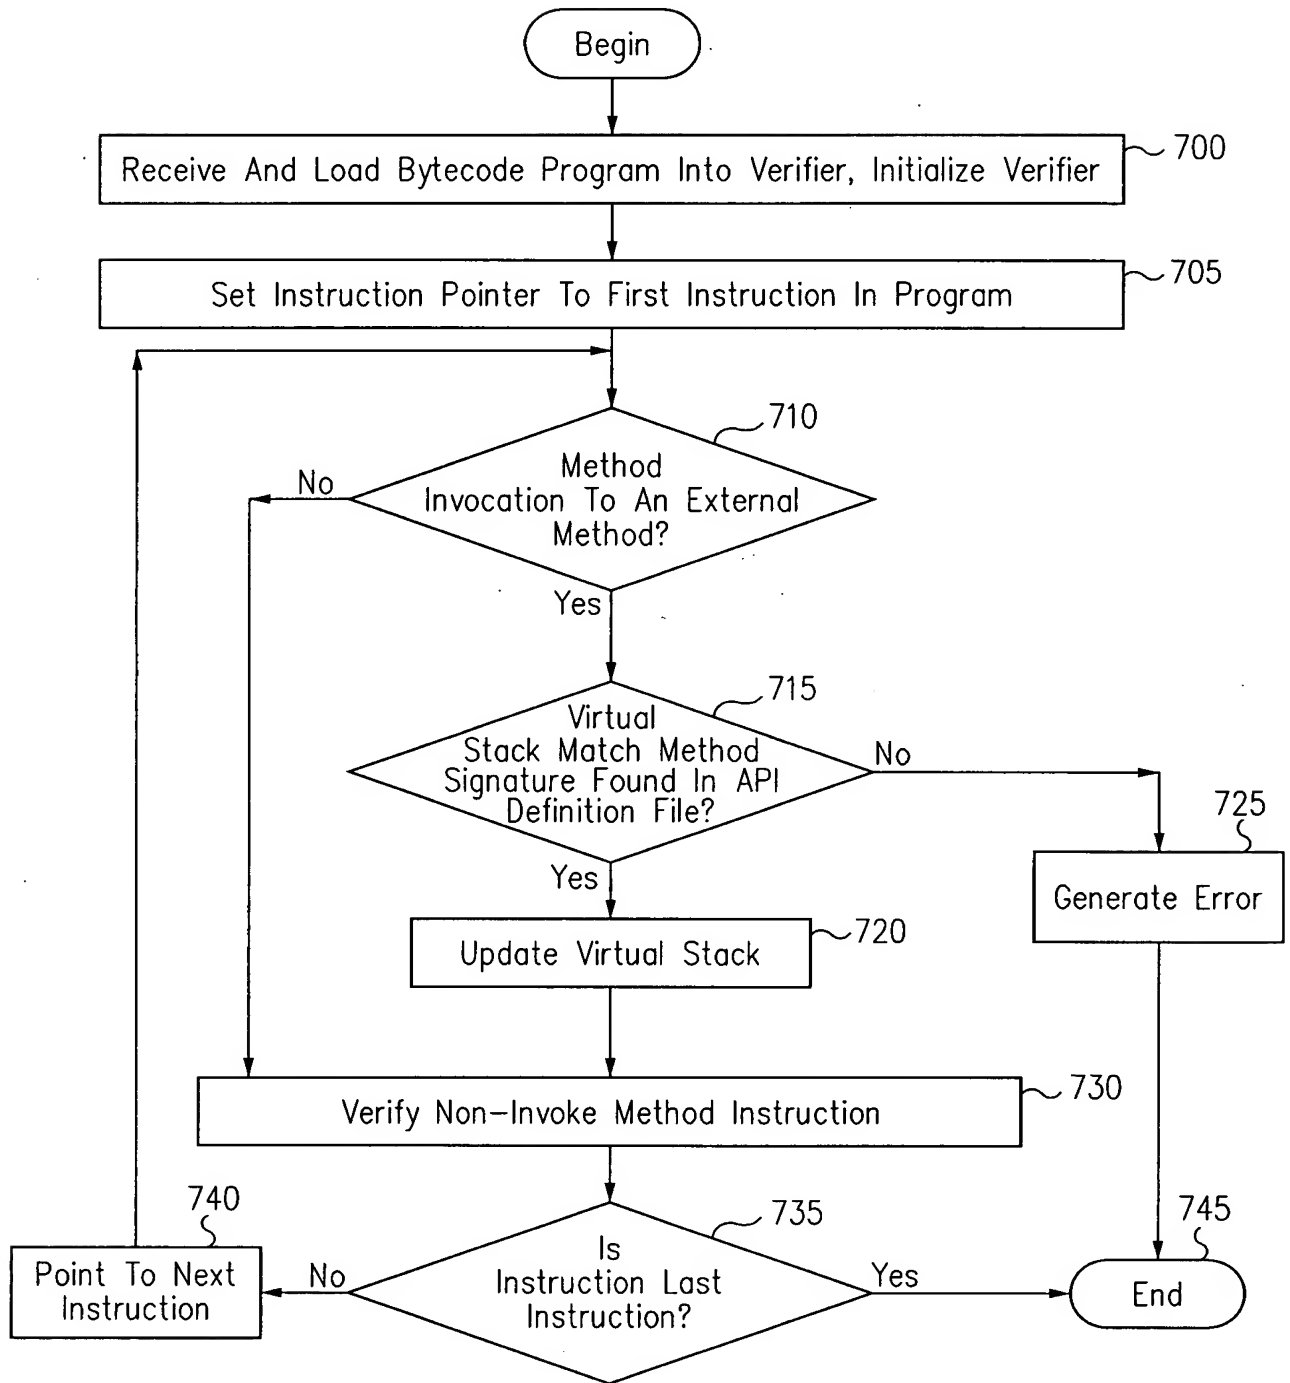 Begin
Receive And Load Bytecode Program Into Verifier, Initialize Verifier
700
Set Instruction Pointer To First Instruction In Program
705
710
Method
Invocation To An External
Method?
No
Yes
715
Virtual
Stack Match Method
Signature Found In API
Definition File?
No
Yes
725
Generate Error
Update Virtual Stack
720
Verify Non-Invoke Method Instruction
730
740
Point To Next
Instruction
No
735
Is
Instruction Last
Instruction?
Yes
745
End